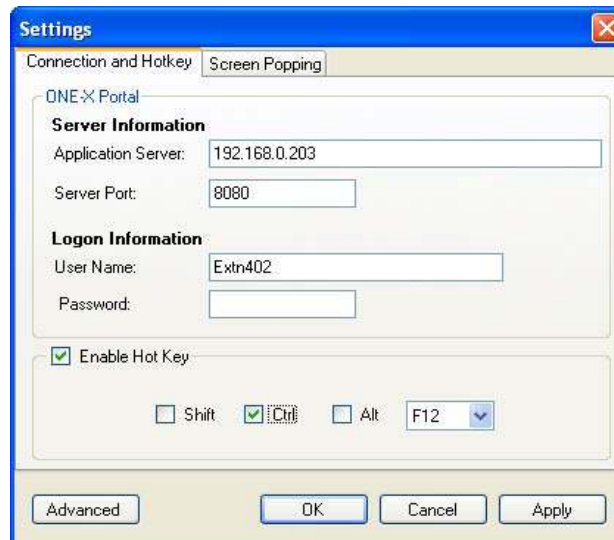 Settings
Connection and Hotkey Screen Popping
ONE-X Portal
Server Information
Application Server: 192.168.0.203
Server Port: 8080
Logon Information
User Name: Extn402
Password:
Enable Hot Key
Shift Ctrl Alt F12
Advanced OK Cancel Apply